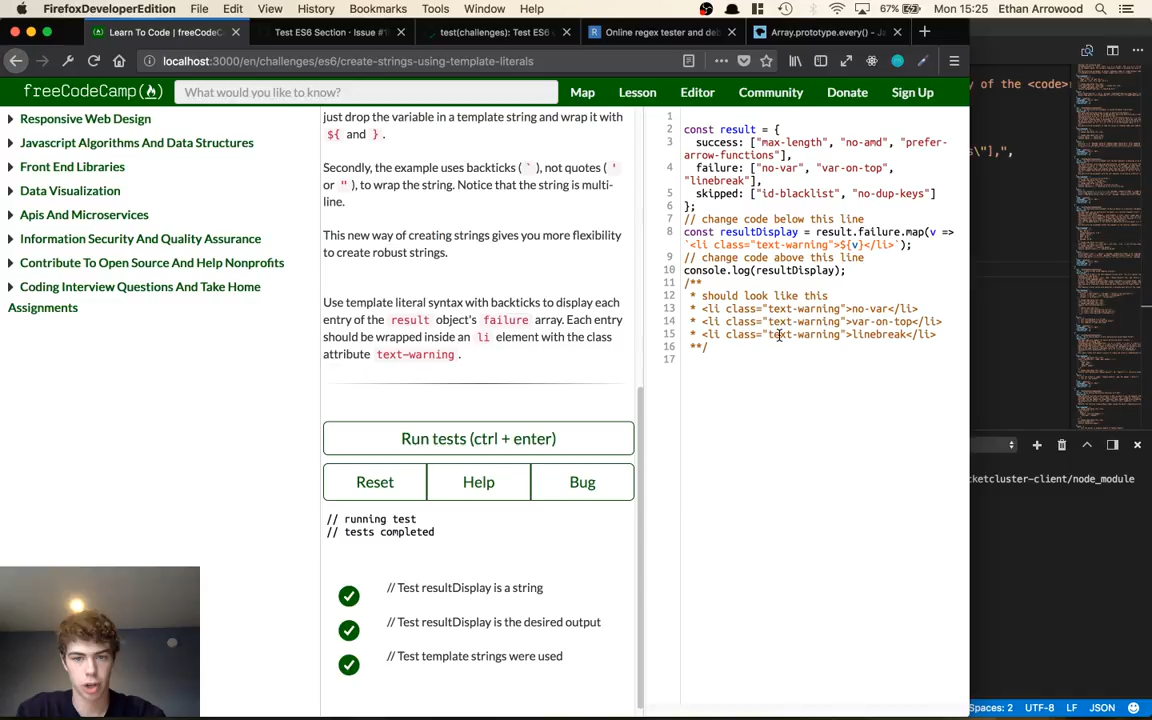 FirefoxDeveloperEdition File Edit View History Bookmarks Tools Window Help 67% Mon 15:25 Ethan Arrowood
Learn To Code | freeCodeC
Test ES6 Section · Issue #1
test(challenges): Test ES6
Online regex tester and de
Array.prototype.every() - Ja
localhost:3000/en/challenges/es6/create-strings-using-template-literals
freeCodeCamp
What would you like to know?
Map Lesson Editor Community Donate Sign Up
Responsive Web Design
Javascript Algorithms And Data Structures
Front End Libraries
Data Visualization
Apis And Microservices
Information Security And Quality Assurance
Contribute To Open Source And Help Nonprofits
Coding Interview Questions And Take Home
Assignments
just drop the variable in a template string and wrap it with
${ and }.
Secondly, the example uses backticks (`), not quotes ( '
or " ), to wrap the string. Notice that the string is multi-
line.
This new way of creating strings gives you more flexibility
to create robust strings.
Use template literal syntax with backticks to display each
entry of the result object's failure array. Each entry
should be wrapped inside an li element with the class
attribute text-warning.
Run tests (ctrl + enter)
Reset Help Bug
// running test
// tests completed
// Test resultDisplay is a string
// Test resultDisplay is the desired output
// Test template strings were used
1
2 const result = {
3 success: ["max-length", "no-amd", "prefer-
arrow-functions"],
4 failure: ["no-var", "var-on-top",
"linebreak"],
5 skipped: ["id-blacklist", "no-dup-keys"]
6 };
7 // change code below this line
8 const resultDisplay = result.failure.map(v =>
`<li class="text-warning">${v}</li>`);
9 // change code above this line
10 console.log(resultDisplay);
11 /**
12 * should look like this
13 * <li class="text-warning">no-var</li>
14 * <li class="text-warning">var-on-top</li>
15 * <li class="text-warning">linebreak</li>
16 **/
17
y of the <code>
s\"],",
cketcluster-client/node_module
Spaces: 2 UTF-8 LF JSON